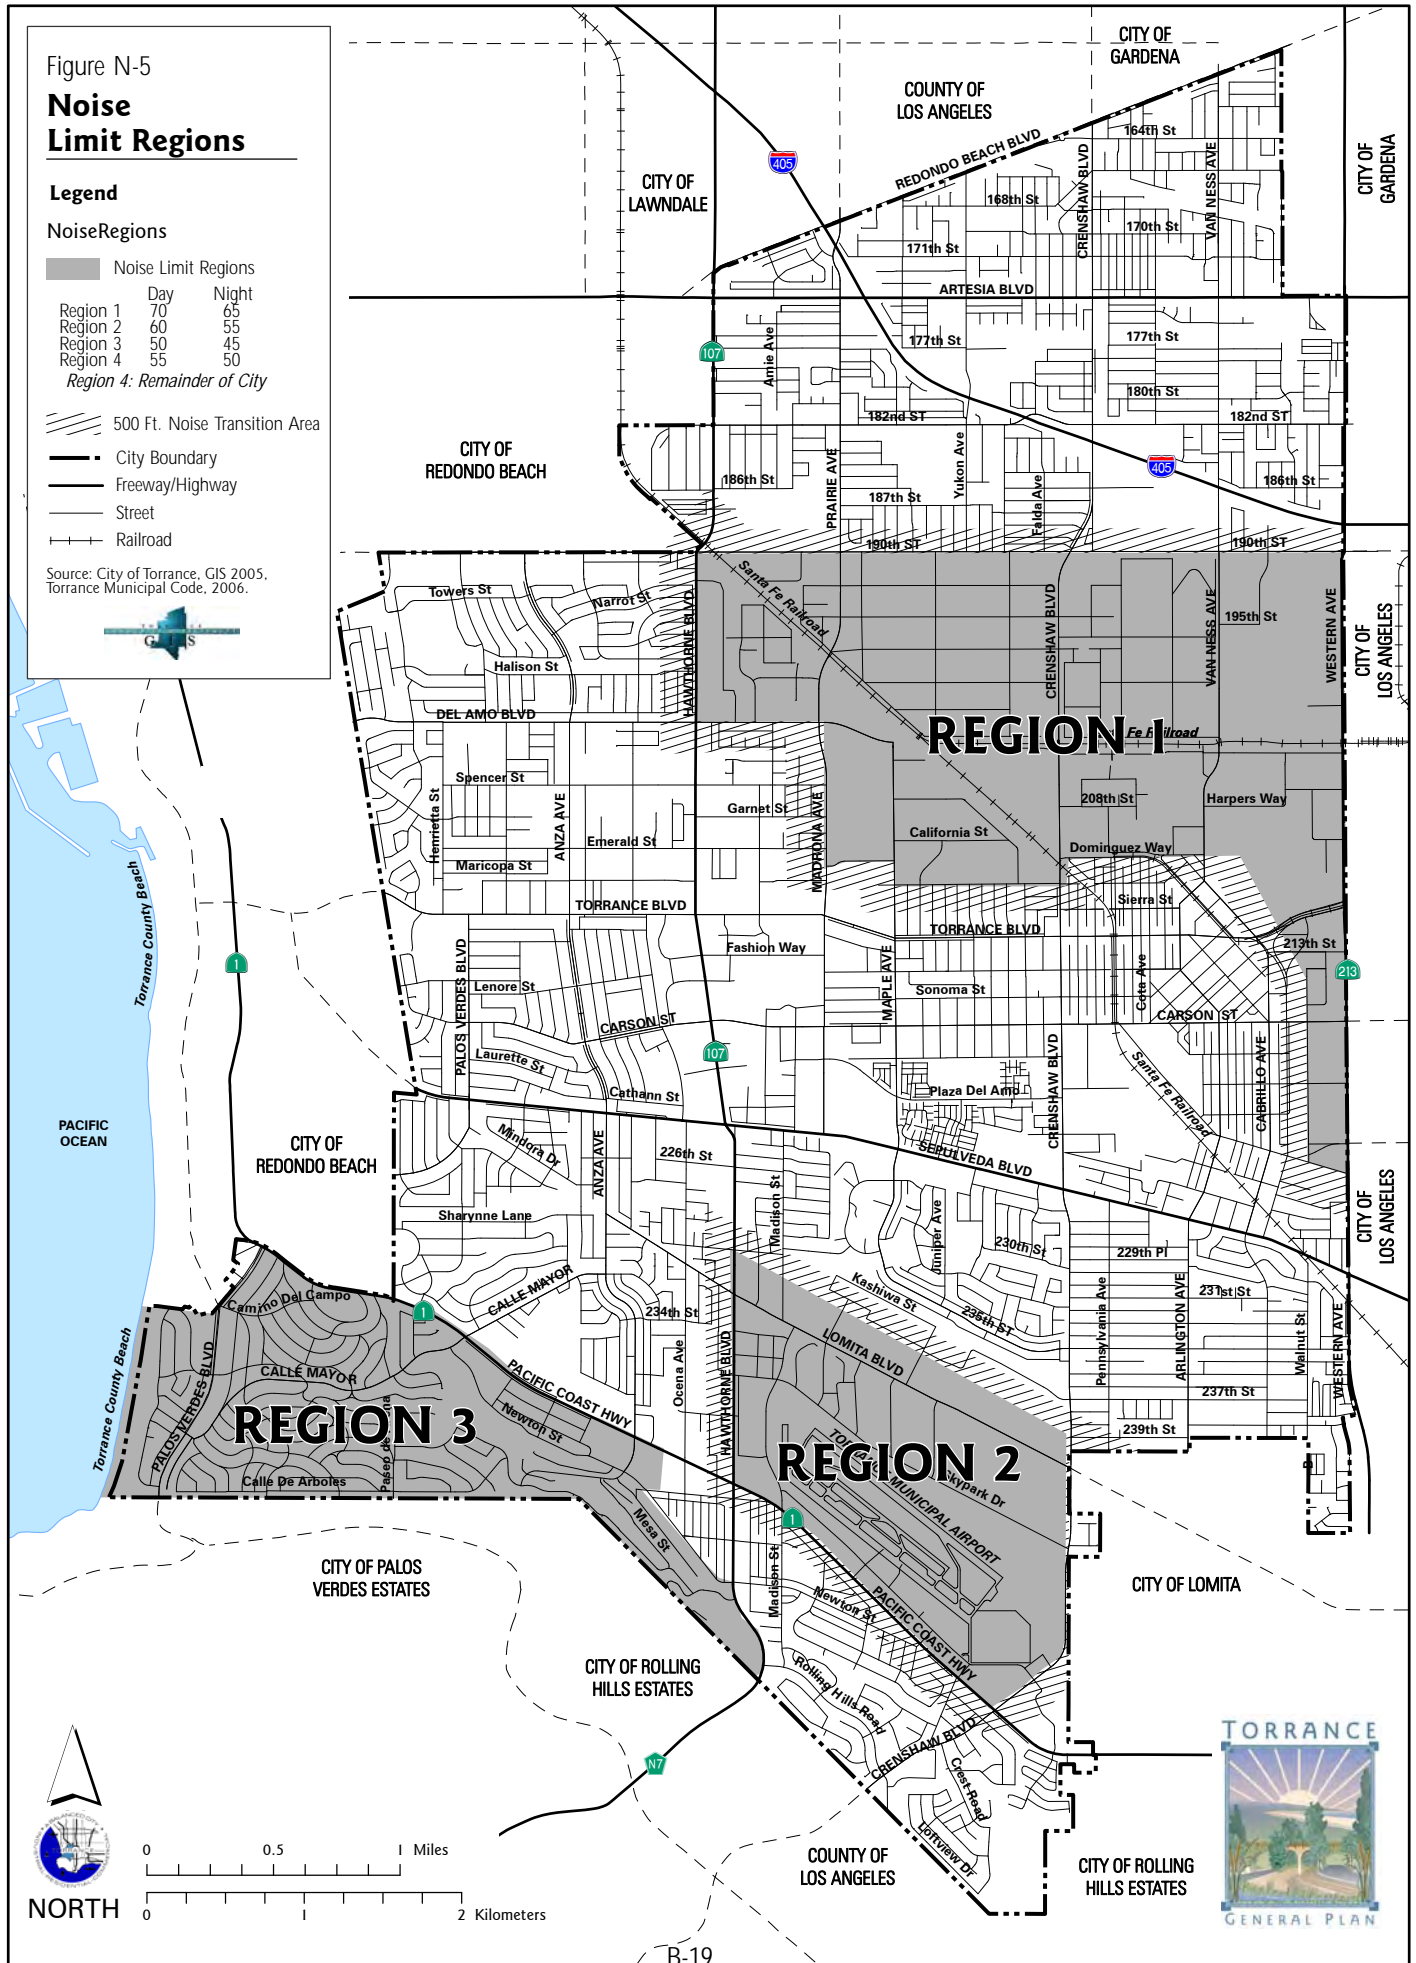 Figure N-5
Noise
Limit Regions
Legend
NoiseRegions
Noise Limit Regions
Day Night
Region 1 70 65
Region 2 60 55
Region 3 50 45
Region 4 55 50
Region 4: Remainder of City
500 Ft. Noise Transition Area
City Boundary
Freeway/Highway
Street
Railroad
Source: City of Torrance, GIS 2005,
Torrance Municipal Code, 2006.
G I S
CITY OF
GARDENA
COUNTY OF
LOS ANGELES
CITY OF
LAWNDALE
CITY OF
GARDENA
405
REDONDO BEACH BLVD
164th St
CRENSHAW BLVD
VAN NESS AVE
168th St
170th St
171th St
ARTESIA BLVD
107
Amie Ave
177th St
177th St
180th St
182nd ST
182nd ST
CITY OF
REDONDO BEACH
PRAIRIE AVE
Yukon Ave
Falda Ave
405
186th St
187th St
186th St
190th ST
190th ST
Towers St
Narrot St
HAWTHORNE BLVD
Santa Fe Railroad
CRENSHAW BLVD
VAN NESS AVE
195th St
WESTERN AVE
CITY OF
LOS ANGELES
Halison St
DEL AMO BLVD
REGION 1
Fe Railroad
Spencer St
Henrietta St
ANZA AVE
Garnet St
Emerald St
MADRONA AVE
208th St
Harpers Way
California St
Maricopa St
Dominguez Way
TORRANCE BLVD
Sierra St
TORRANCE BLVD
Fashion Way
213th St
213
PALOS VERDES BLVD
Lenore St
MAPLE AVE
Sonoma St
Cota Ave
CARSON ST
CARSON ST
Torrance County Beach
1
107
Laurette St
Cathann St
Plaza Del Amo
CRENSHAW BLVD
Santa Fe Railroad
CABRILLO AVE
PACIFIC
OCEAN
CITY OF
REDONDO BEACH
Mindora Dr
ANZA AVE
226th St
SEPULVEDA BLVD
Madison St
Juniper Ave
Sharynne Lane
230th St
229th Pl
CITY OF
LOS ANGELES
CALLE MAYOR
Kashiwa St
235th ST
Pennsylvania Ave
ARLINGTON AVE
231st St
Walnut St
WESTERN AVE
Camino Del Campo
1
234th St
Ocena Ave
HAWTHORNE BLVD
LOMITA BLVD
Torrance County Beach
PALOS VERDES BLVD
CALLE MAYOR
PACIFIC COAST HWY
237th St
REGION 3
Newton St
239th St
REGION 2
TORRANCE MUNICIPAL AIRPORT
Skypark Dr
Calle De Arboles
1
Mesa St
CITY OF PALOS
VERDES ESTATES
Madison St
Newton St
PACIFIC COAST HWY
CITY OF LOMITA
CITY OF ROLLING
HILLS ESTATES
Rolling Hills Road
CRENSHAW BLVD
Crest Road
Loftview Dr
N7
NORTH
0 0.5 1 Miles
0 1 2 Kilometers
COUNTY OF
LOS ANGELES
CITY OF ROLLING
HILLS ESTATES
TORRANCE
GENERAL PLAN
B-19